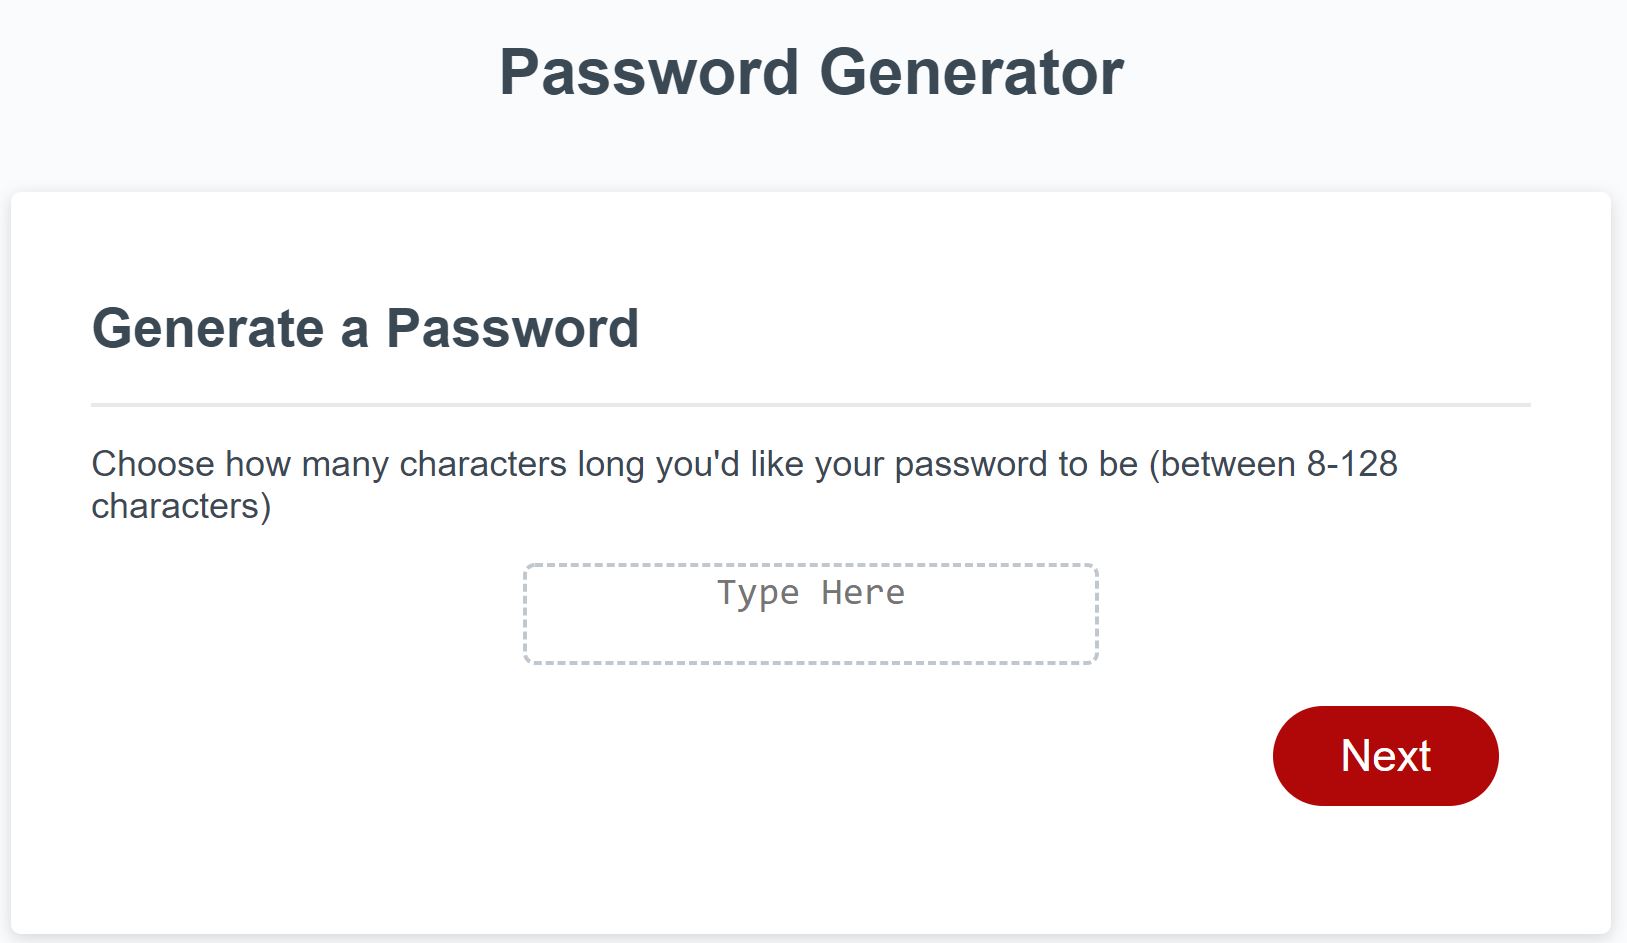 Password Generator
Generate a Password
Choose how many characters long you'd like your password to be (between 8-128
characters)
Type Here
Next